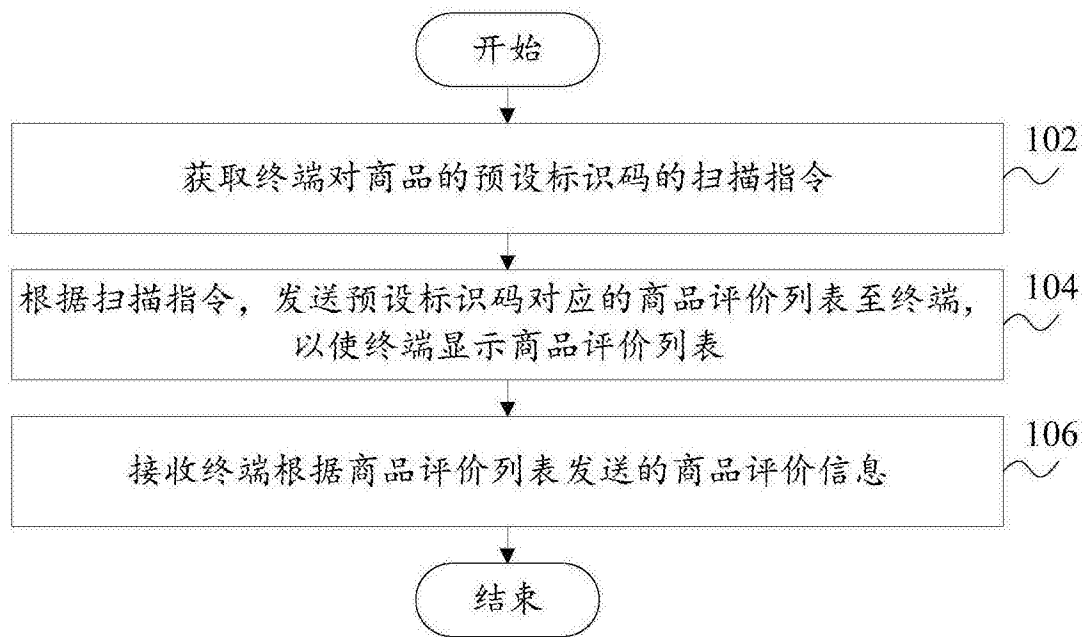 开始
获取终端对商品的预设标识码的扫描指令
102
根据扫描指令，发送预设标识码对应的商品评价列表至终端，
以使终端显示商品评价列表
104
接收终端根据商品评价列表发送的商品评价信息
106
结束